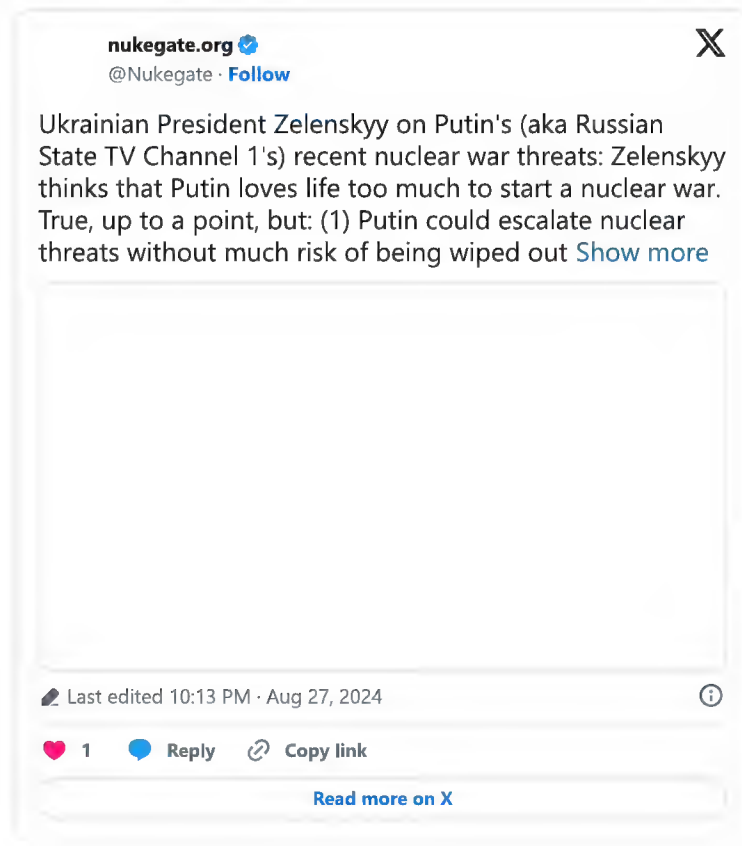 nukegate.org
@Nukegate · Follow
Ukrainian President Zelenskyy on Putin's (aka Russian
State TV Channel 1's) recent nuclear war threats: Zelenskyy
thinks that Putin loves life too much to start a nuclear war.
True, up to a point, but: (1) Putin could escalate nuclear
threats without much risk of being wiped out Show more
Last edited 10:13 PM · Aug 27, 2024
1 Reply Copy link
Read more on X